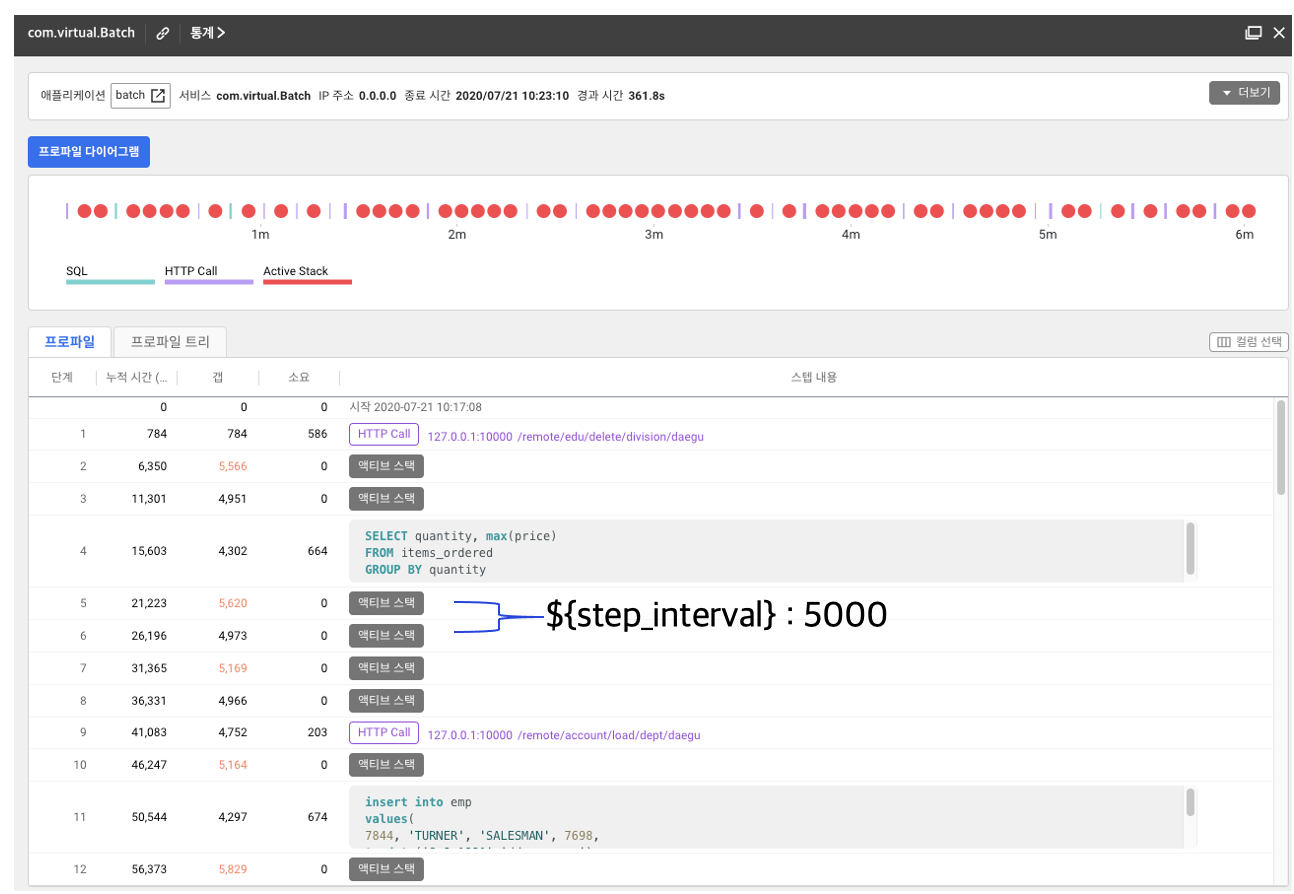 com.virtual.Batch 통계
애플리케이션 batch 서비스 com.virtual.Batch IP 주소 0.0.0.0 종료 시간 2020/07/21 10:23:10 경과 시간 361.8s 더보기
프로파일 다이어그램
1m 2m 3m 4m 5m 6m
SQL HTTP Call Active Stack
프로파일 프로파일 트리 컬럼 선택
단계 누적 시간 (... 갭 소요 스텝 내용
0 0 0 시작 2020-07-21 10:17:08
1 784 784 586 HTTP Call 127.0.0.1:10000 /remote/edu/delete/division/daegu
2 6,350 5,566 0 액티브 스택
3 11,301 4,951 0 액티브 스택
SELECT quantity, max(price)
4 15,603 4,302 664 FROM items_ordered
GROUP BY quantity
5 21,223 5,620 0 액티브 스택
${step_interval} : 5000
6 26,196 4,973 0 액티브 스택
7 31,365 5,169 0 액티브 스택
8 36,331 4,966 0 액티브 스택
9 41,083 4,752 203 HTTP Call 127.0.0.1:10000 /remote/account/load/dept/daegu
10 46,247 5,164 0 액티브 스택
insert into emp
11 50,544 4,297 674 values(
7844, 'TURNER', 'SALESMAN', 7698,
12 56,373 5,829 0 액티브 스택